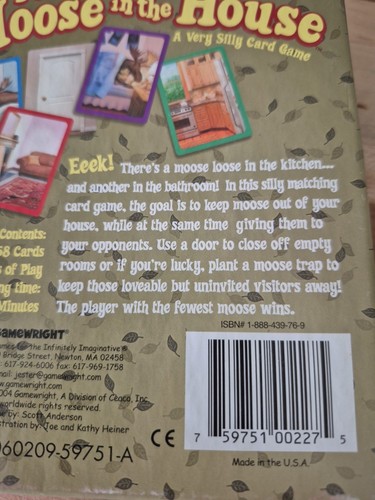 Loose in the House
A Very Silly Card Game
Eeek! There's a moose loose in the kitchen...
and another in the bathroom! In this silly matching
card game, the goal is to keep moose out of your
house, while at the same time giving them to
your opponents. Use a door to close off empty
rooms or if you're lucky, plant a moose trap to
keep those loveable but uninvited visitors away!
The player with the fewest moose wins.
Contents:
58 Cards
s of Play
ng time:
Minutes
ISBN# 1-888-439-76-9
GAMEWRIGHT®
ames for the Infinitely Imaginative®
Bridge Street, Newton, MA 02458
: 617-924-6006 fax: 617-969-1758
mail: jester@gamewright.com
w.gamewright.com
004 Gamewright, A Division of Ceaco, Inc.
worldwide rights reserved.
e by: Scott Anderson
stration by: Joe and Kathy Heiner
060209-59751-A
CE
7 59751 00227 5
Made in the U.S.A.